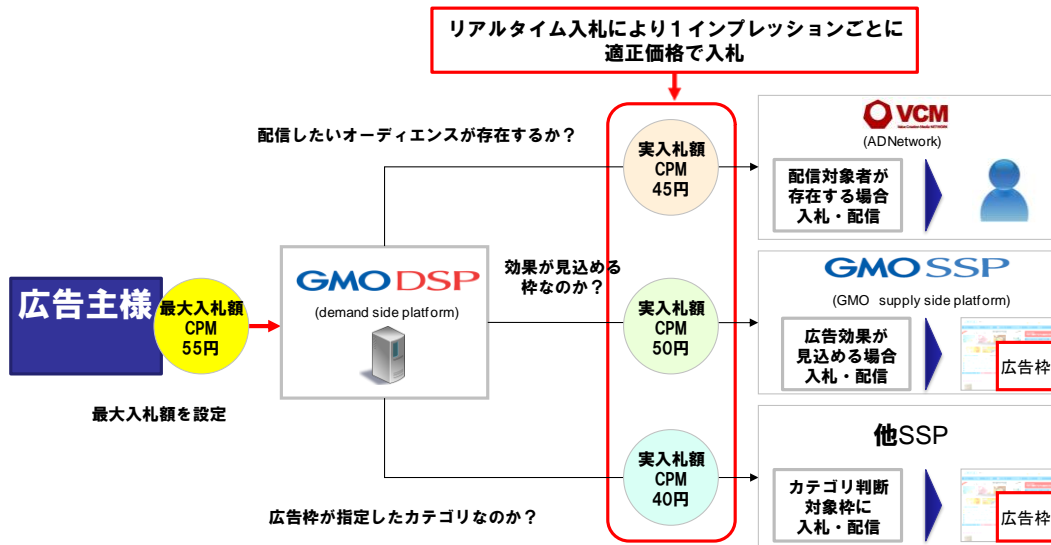 リアルタイム入札により1インプレッションごとに
適正価格で入札
配信したいオーディエンスが存在するか？
実入札額
CPM
45円
VCM
(ADNetwork)
配信対象者が
存在する場合
入札・配信
広告主様
最大入札額
CPM
55円
最大入札額を設定
GMO DSP
(demand side platform)
効果が見込める
枠なのか？
実入札額
CPM
50円
GMO SSP
(GMO supply side platform)
広告効果が
見込める場合
入札・配信
広告枠
広告枠が指定したカテゴリなのか？
実入札額
CPM
40円
他SSP
カテゴリ判断
対象枠に
入札・配信
広告枠